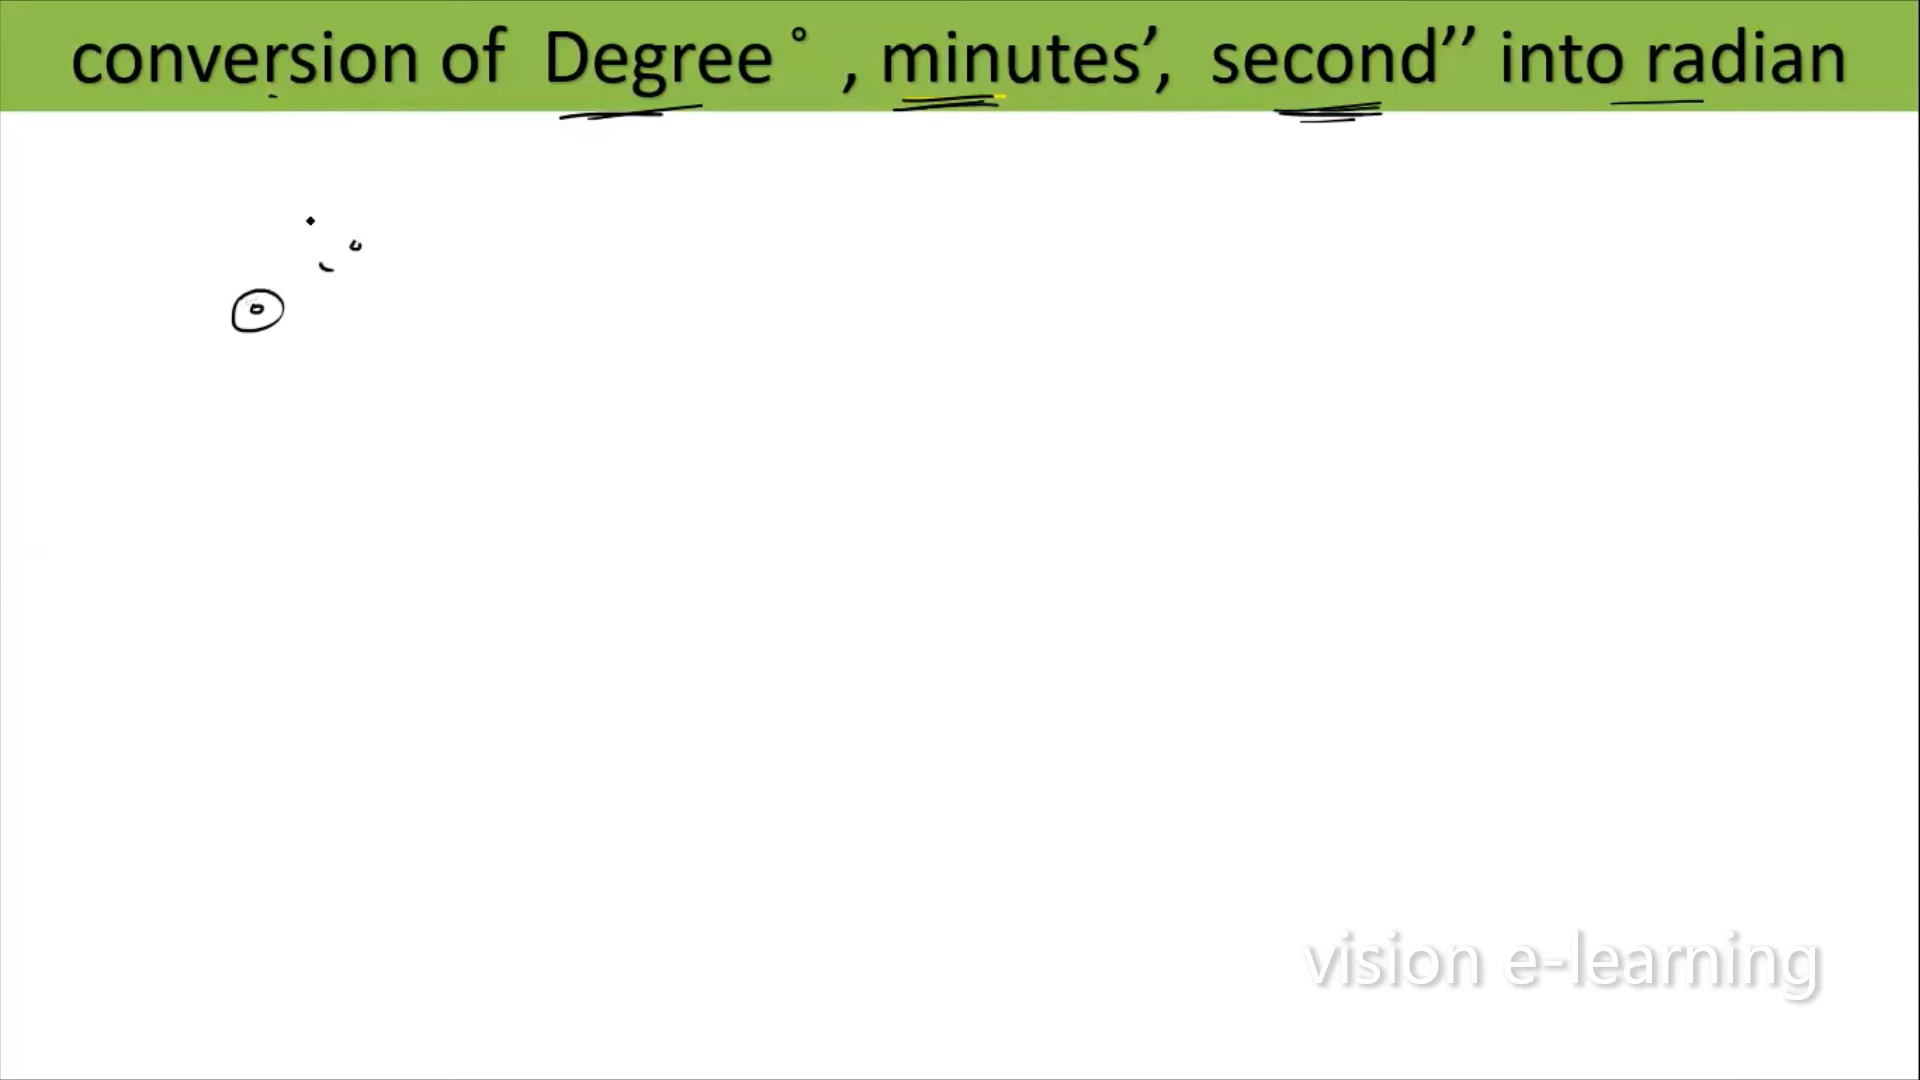 conversion of Degree ° , minutes’, second’’ into radian
°
vision e-learning